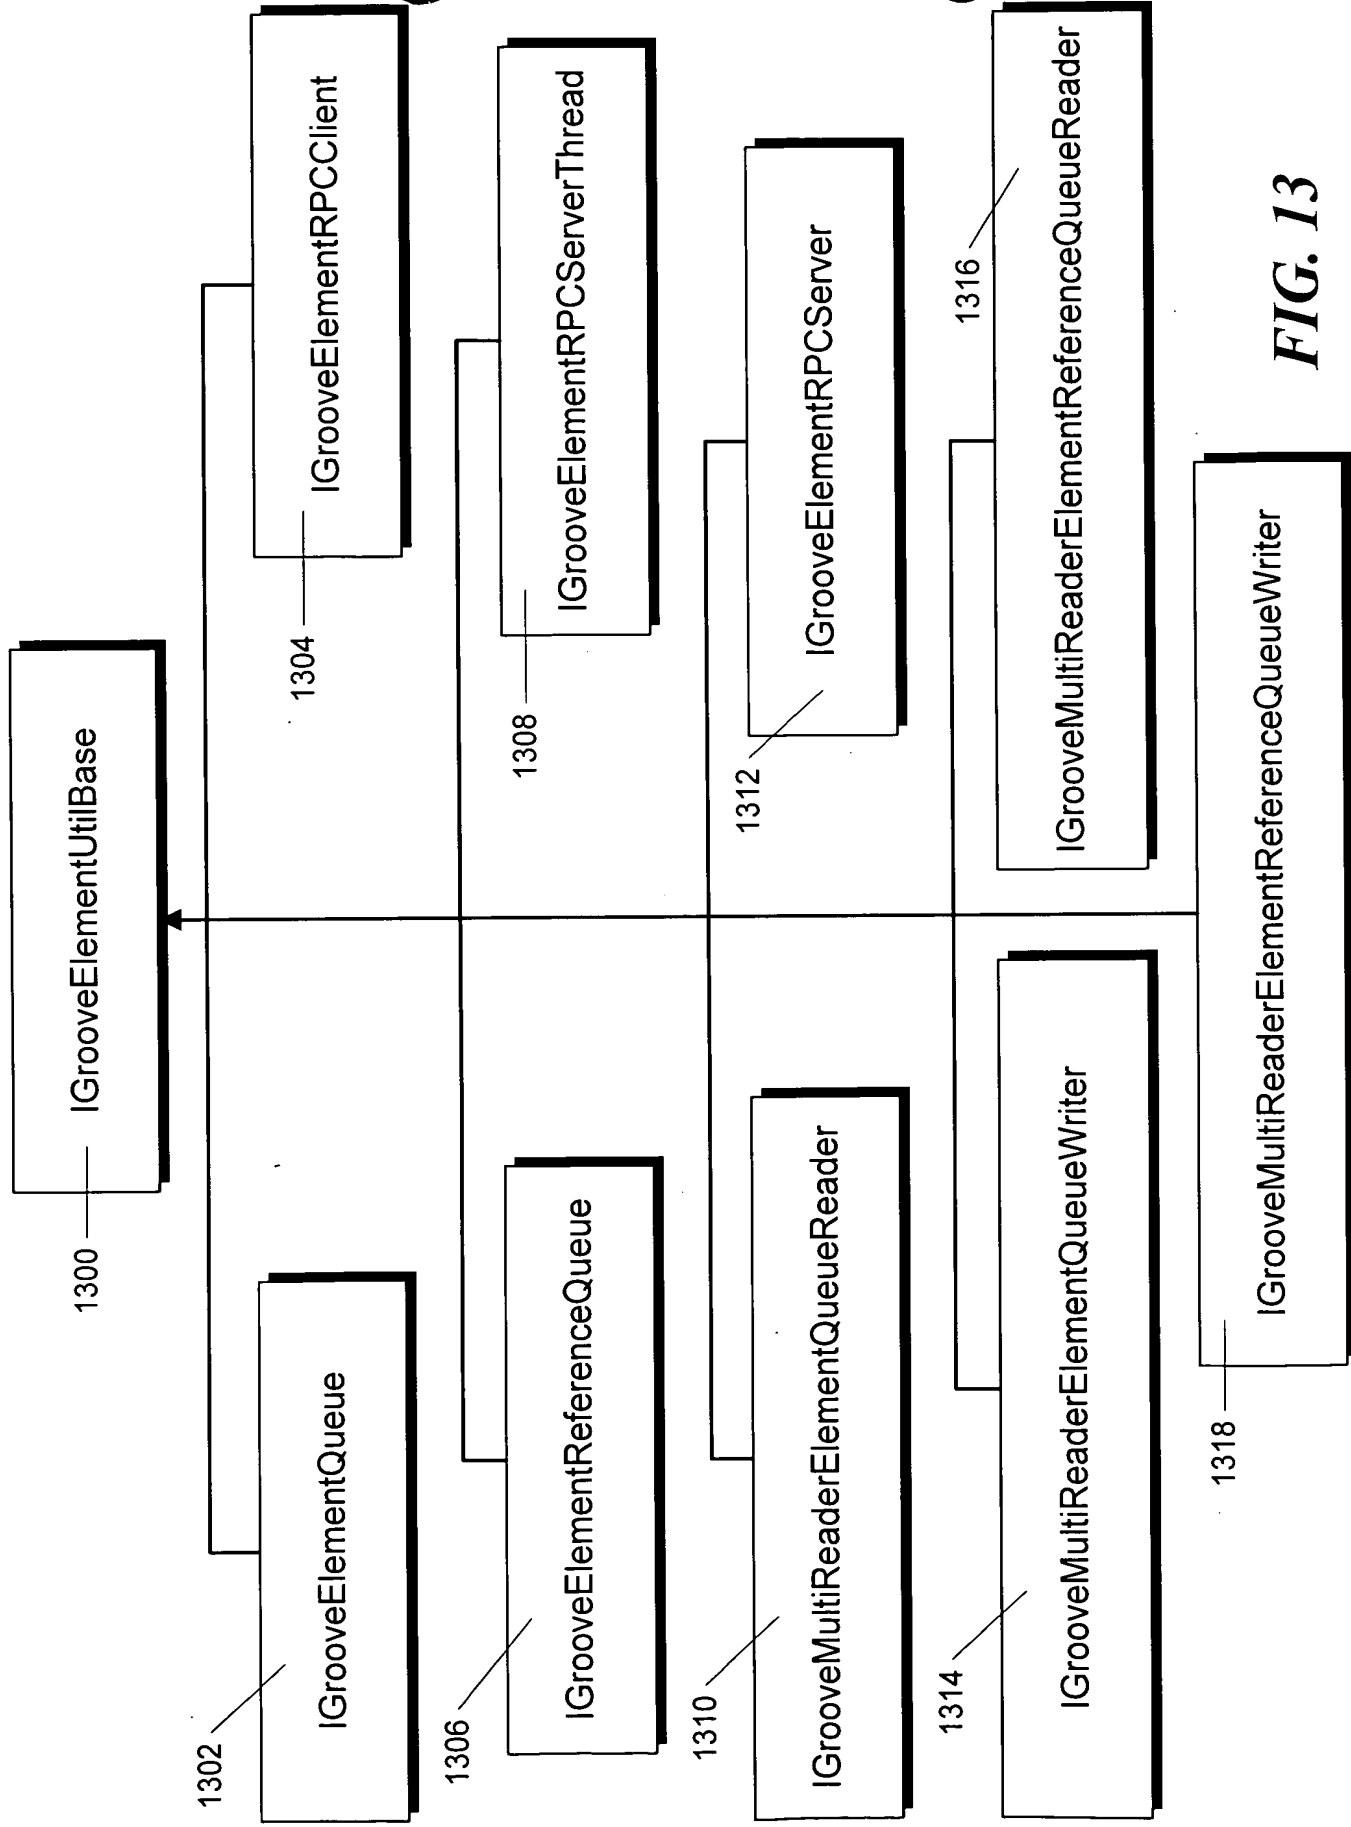 IGrooveElementUtilBase
1300
IGrooveElementQueue
1302
IGrooveElementRPCClient
1304
IGrooveElementReferenceQueue
1306
IGrooveElementRPCServerThread
1308
IGrooveMultiReaderElementQueueReader
1310
IGrooveElementRPCServer
1312
IGrooveMultiReaderElementQueueWriter
1314
IGrooveMultiReaderElementReferenceQueueReader
1316
IGrooveMultiReaderElementReferenceQueueWriter
1318
FIG. 13